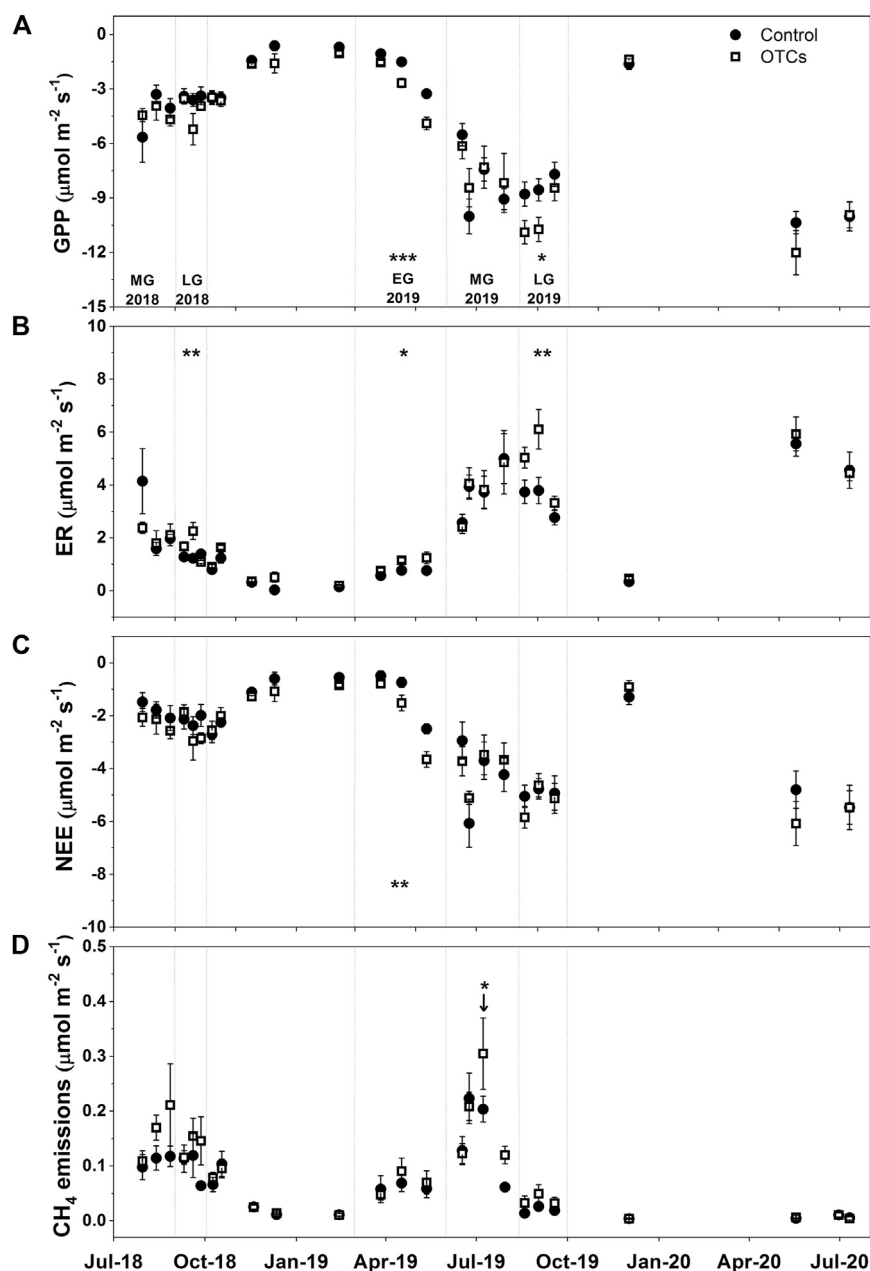 A
Control
OTCs
0
-3
-6
-9
-12
-15
GPP (μmol m⁻² s⁻¹)
MG
2018
LG
2018
***
EG
2019
MG
2019
*
LG
2019
B
10
8
6
4
2
0
ER (μmol m⁻² s⁻¹)
**
*
**
C
0
-2
-4
-6
-8
-10
NEE (μmol m⁻² s⁻¹)
**
D
0.5
0.4
0.3
0.2
0.1
0.0
CH₄ emissions (μmol m⁻² s⁻¹)
*
Jul-18 Oct-18 Jan-19 Apr-19 Jul-19 Oct-19 Jan-20 Apr-20 Jul-20